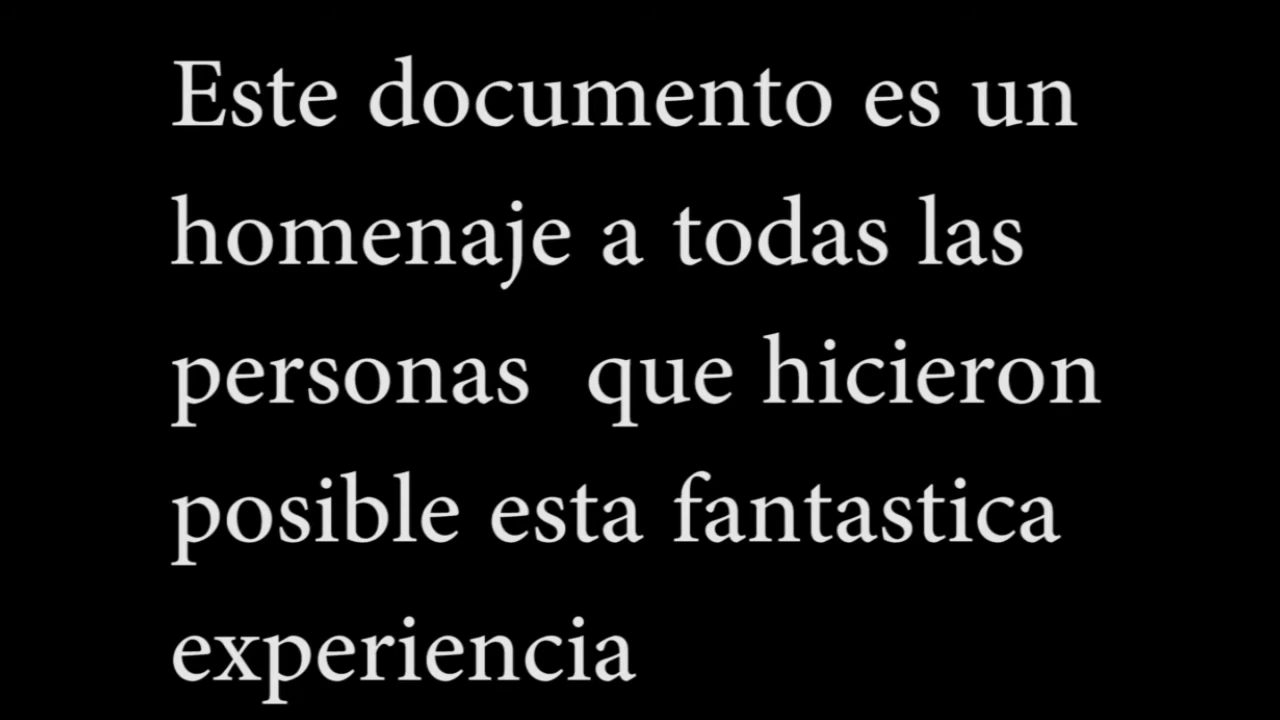 Este documento es un
homenaje a todas las
personas  que hicieron
posible esta fantastica
experiencia